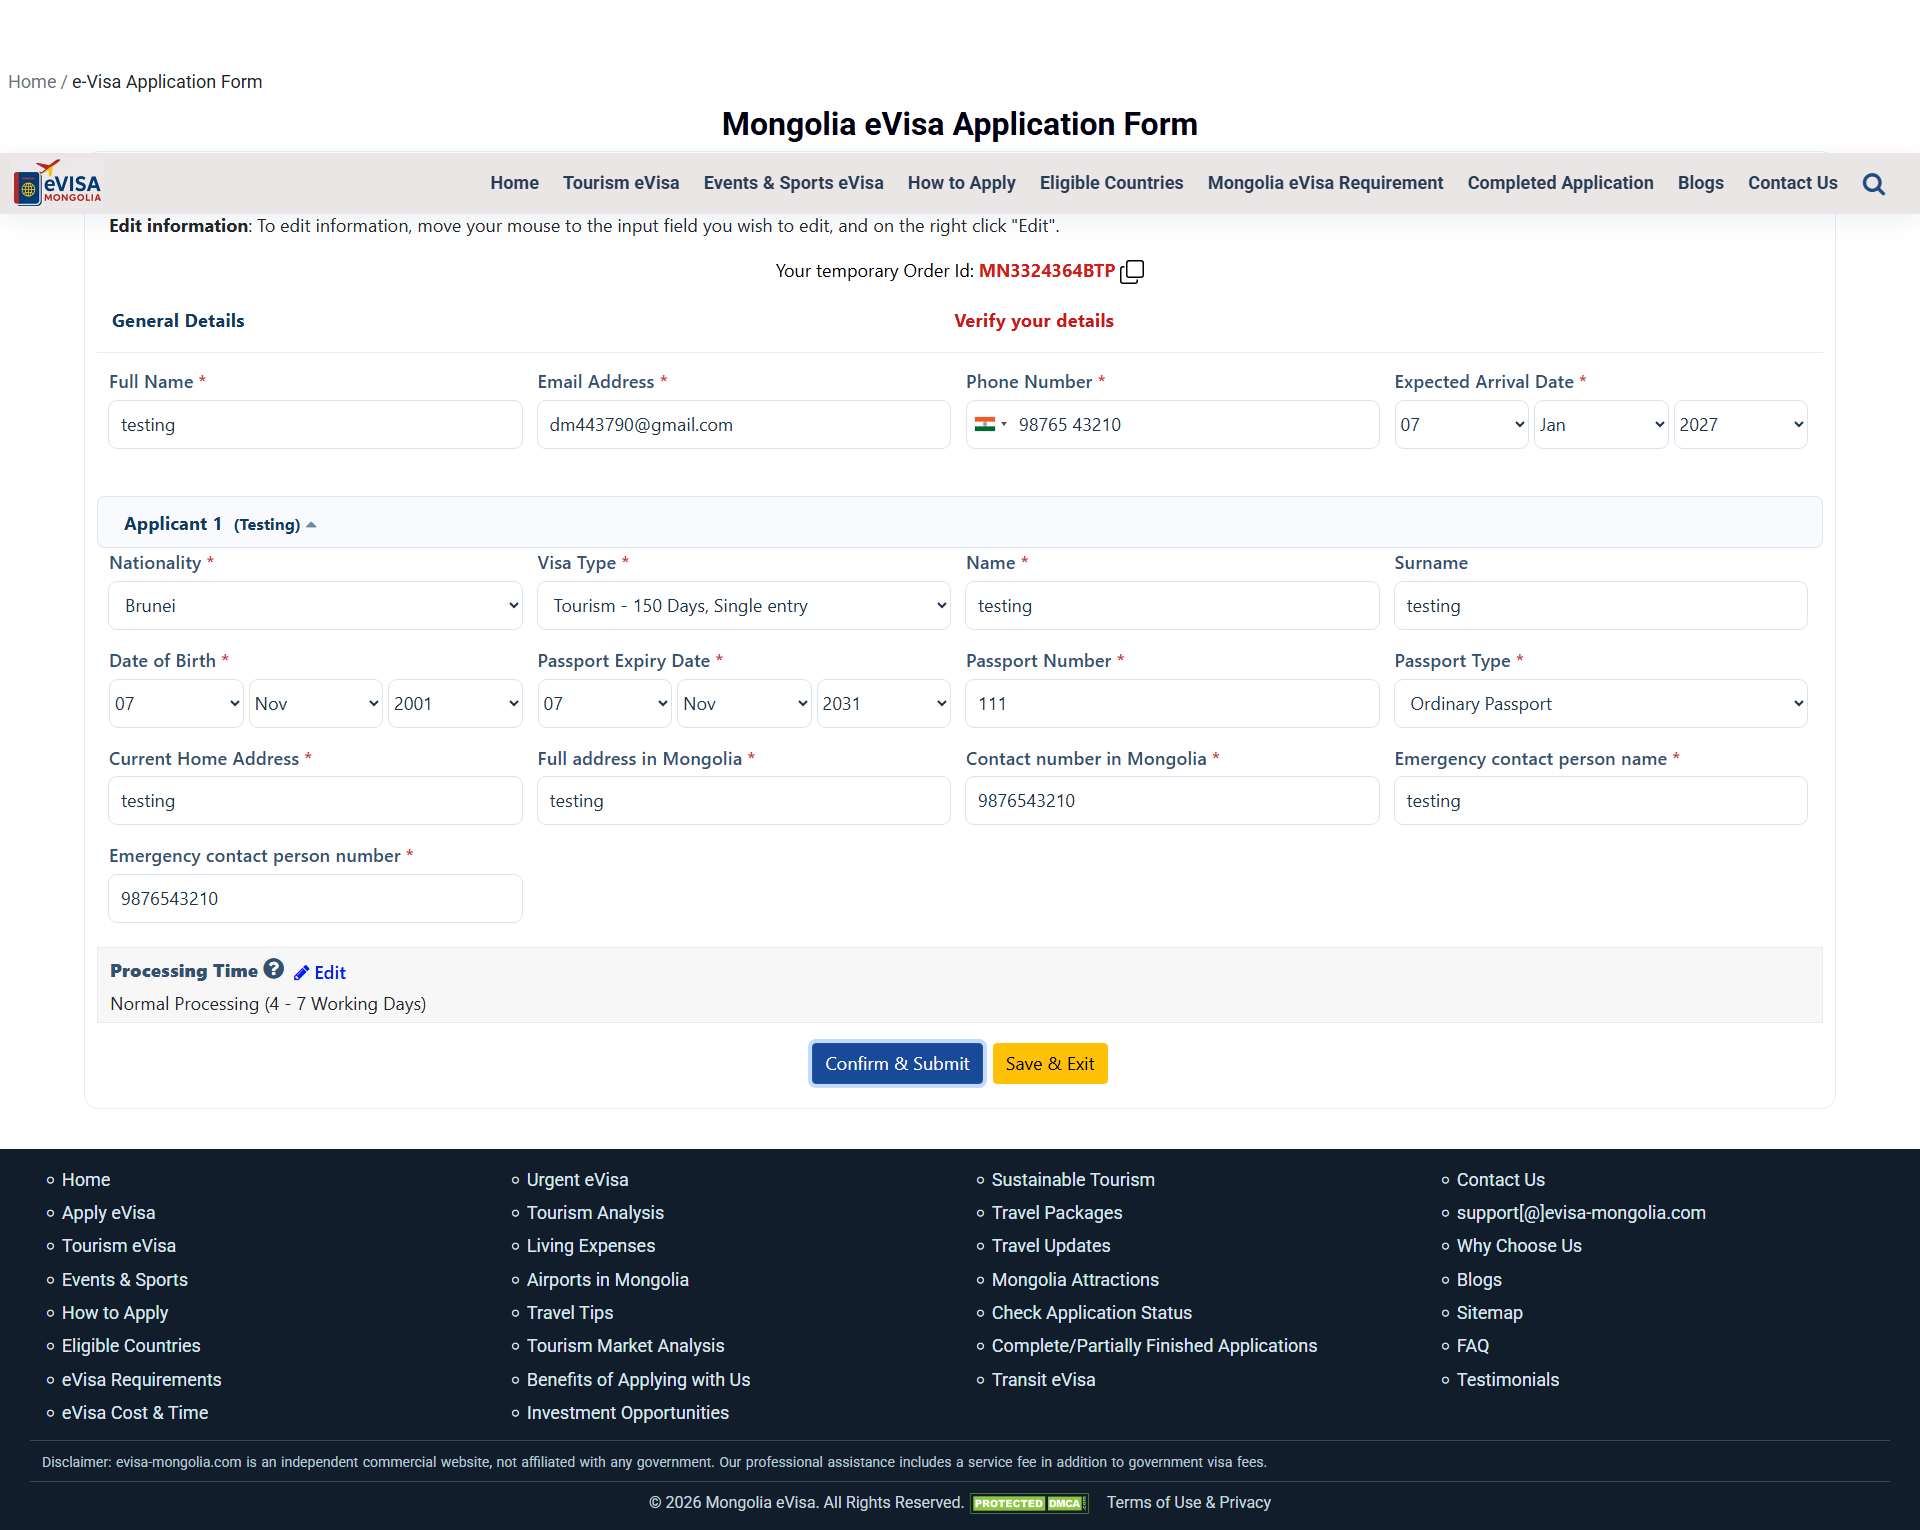 Home / e-Visa Application Form
Mongolia eVisa Application Form
eVISA
MONGOLIA
Home Tourism eVisa Events & Sports eVisa How to Apply Eligible Countries Mongolia eVisa Requirement Completed Application Blogs Contact Us
Edit information: To edit information, move your mouse to the input field you wish to edit, and on the right click "Edit".
Your temporary Order Id: MN3324364BTP
General Details Verify your details
Full Name * Email Address * Phone Number * Expected Arrival Date *
testing dm443790@gmail.com 98765 43210 07 Jan 2027
Applicant 1 (Testing)
Nationality * Visa Type * Name * Surname
Brunei Tourism - 150 Days, Single entry testing testing
Date of Birth * Passport Expiry Date * Passport Number * Passport Type *
07 Nov 2001 07 Nov 2031 111 Ordinary Passport
Current Home Address * Full address in Mongolia * Contact number in Mongolia * Emergency contact person name *
testing testing 9876543210 testing
Emergency contact person number *
9876543210
Processing Time ? Edit
Normal Processing (4 - 7 Working Days)
Confirm & Submit Save & Exit
Home Urgent eVisa Sustainable Tourism Contact Us
Apply eVisa Tourism Analysis Travel Packages support[@]evisa-mongolia.com
Tourism eVisa Living Expenses Travel Updates Why Choose Us
Events & Sports Airports in Mongolia Mongolia Attractions Blogs
How to Apply Travel Tips Check Application Status Sitemap
Eligible Countries Tourism Market Analysis Complete/Partially Finished Applications FAQ
eVisa Requirements Benefits of Applying with Us Transit eVisa Testimonials
eVisa Cost & Time Investment Opportunities
Disclaimer: evisa-mongolia.com is an independent commercial website, not affiliated with any government. Our professional assistance includes a service fee in addition to government visa fees.
© 2026 Mongolia eVisa. All Rights Reserved. PROTECTED DMCA Terms of Use & Privacy